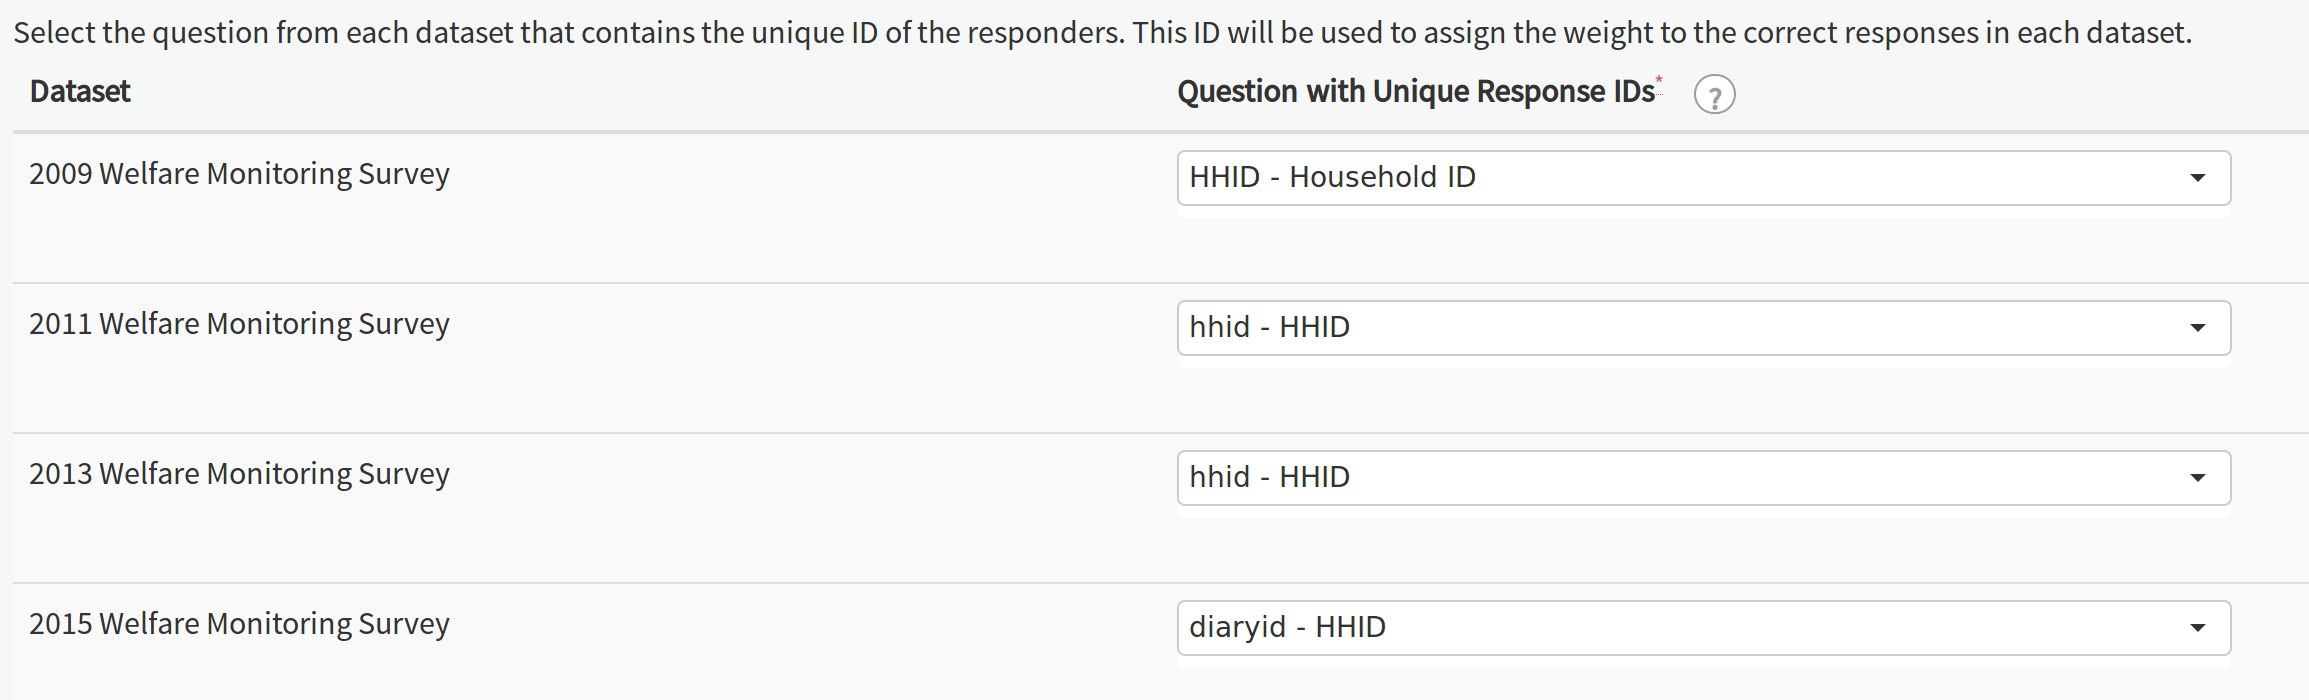 Select the question from each dataset that contains the unique ID of the responders. This ID will be used to assign the weight to the correct responses in each dataset.
Dataset Question with Unique Response IDs* ?
2009 Welfare Monitoring Survey HHID - Household ID
2011 Welfare Monitoring Survey hhid - HHID
2013 Welfare Monitoring Survey hhid - HHID
2015 Welfare Monitoring Survey diaryid - HHID